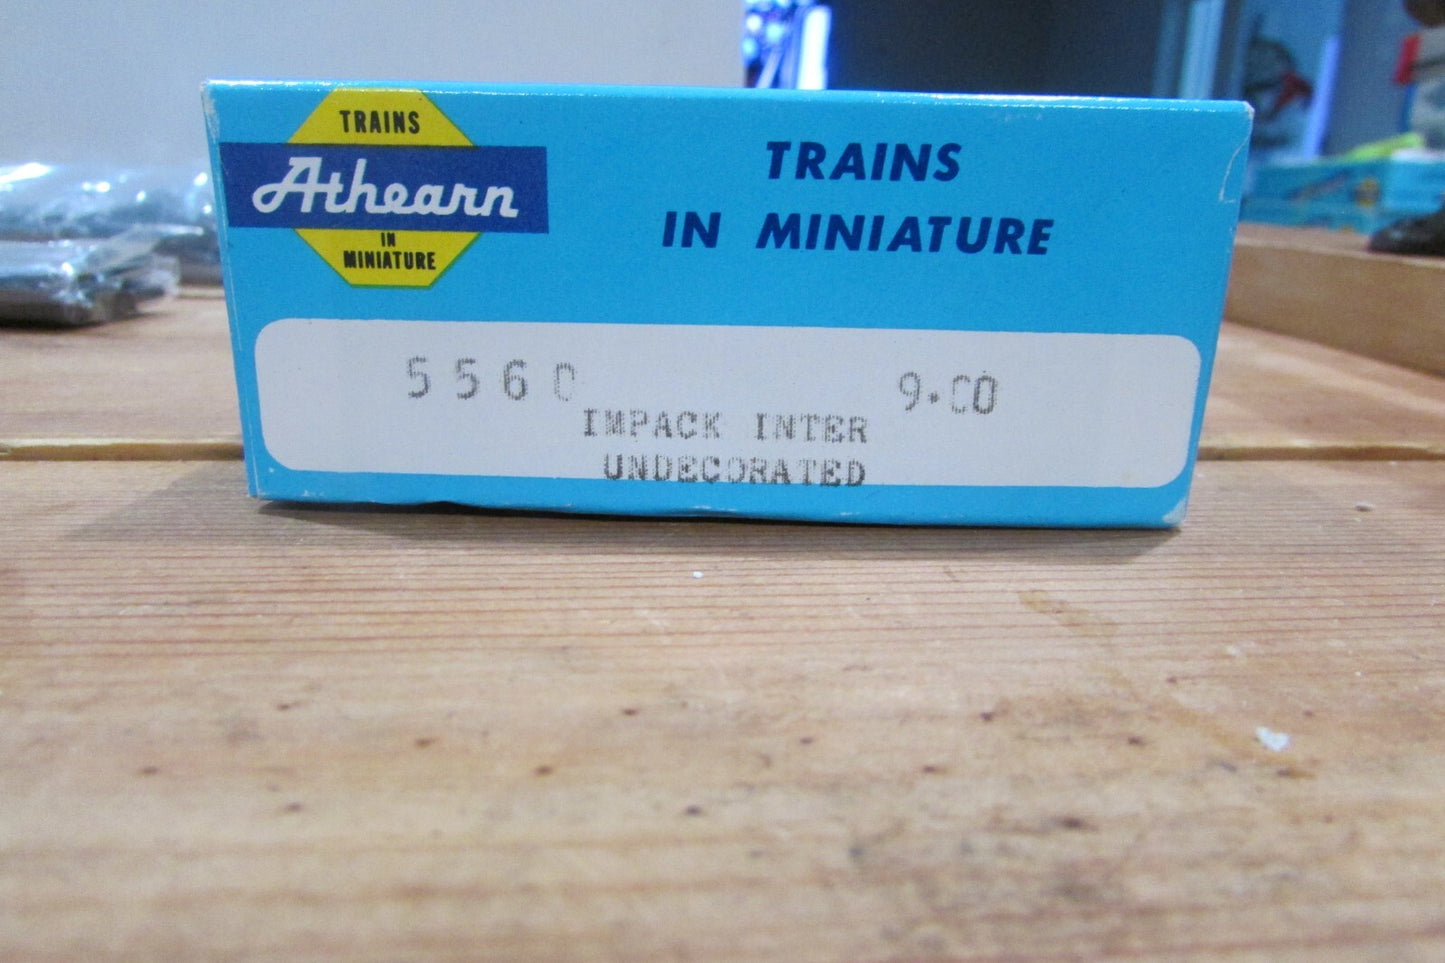 TRAINS
Athearn
IN
MINIATURE
TRAINS
IN MINIATURE
5560 9.00
IMPACK INTER
UNDECORATED